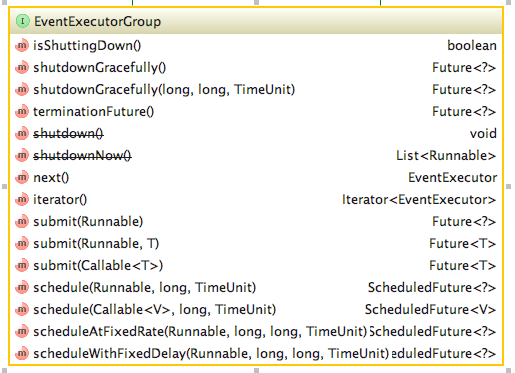 I EventExecutorGroup
m isShuttingDown() boolean
m shutdownGracefully() Future<?>
m shutdownGracefully(long, long, TimeUnit) Future<?>
m terminationFuture() Future<?>
m shutdown() void
m shutdownNow() List<Runnable>
m next() EventExecutor
m iterator() Iterator<EventExecutor>
m submit(Runnable) Future<?>
m submit(Runnable, T) Future<T>
m submit(Callable<T>) Future<T>
m schedule(Runnable, long, TimeUnit) ScheduledFuture<?>
m schedule(Callable<V>, long, TimeUnit) ScheduledFuture<V>
m scheduleAtFixedRate(Runnable, long, long, TimeUnit) ScheduledFuture<?>
m scheduleWithFixedDelay(Runnable, long, long, TimeUnit) eduledFuture<?>